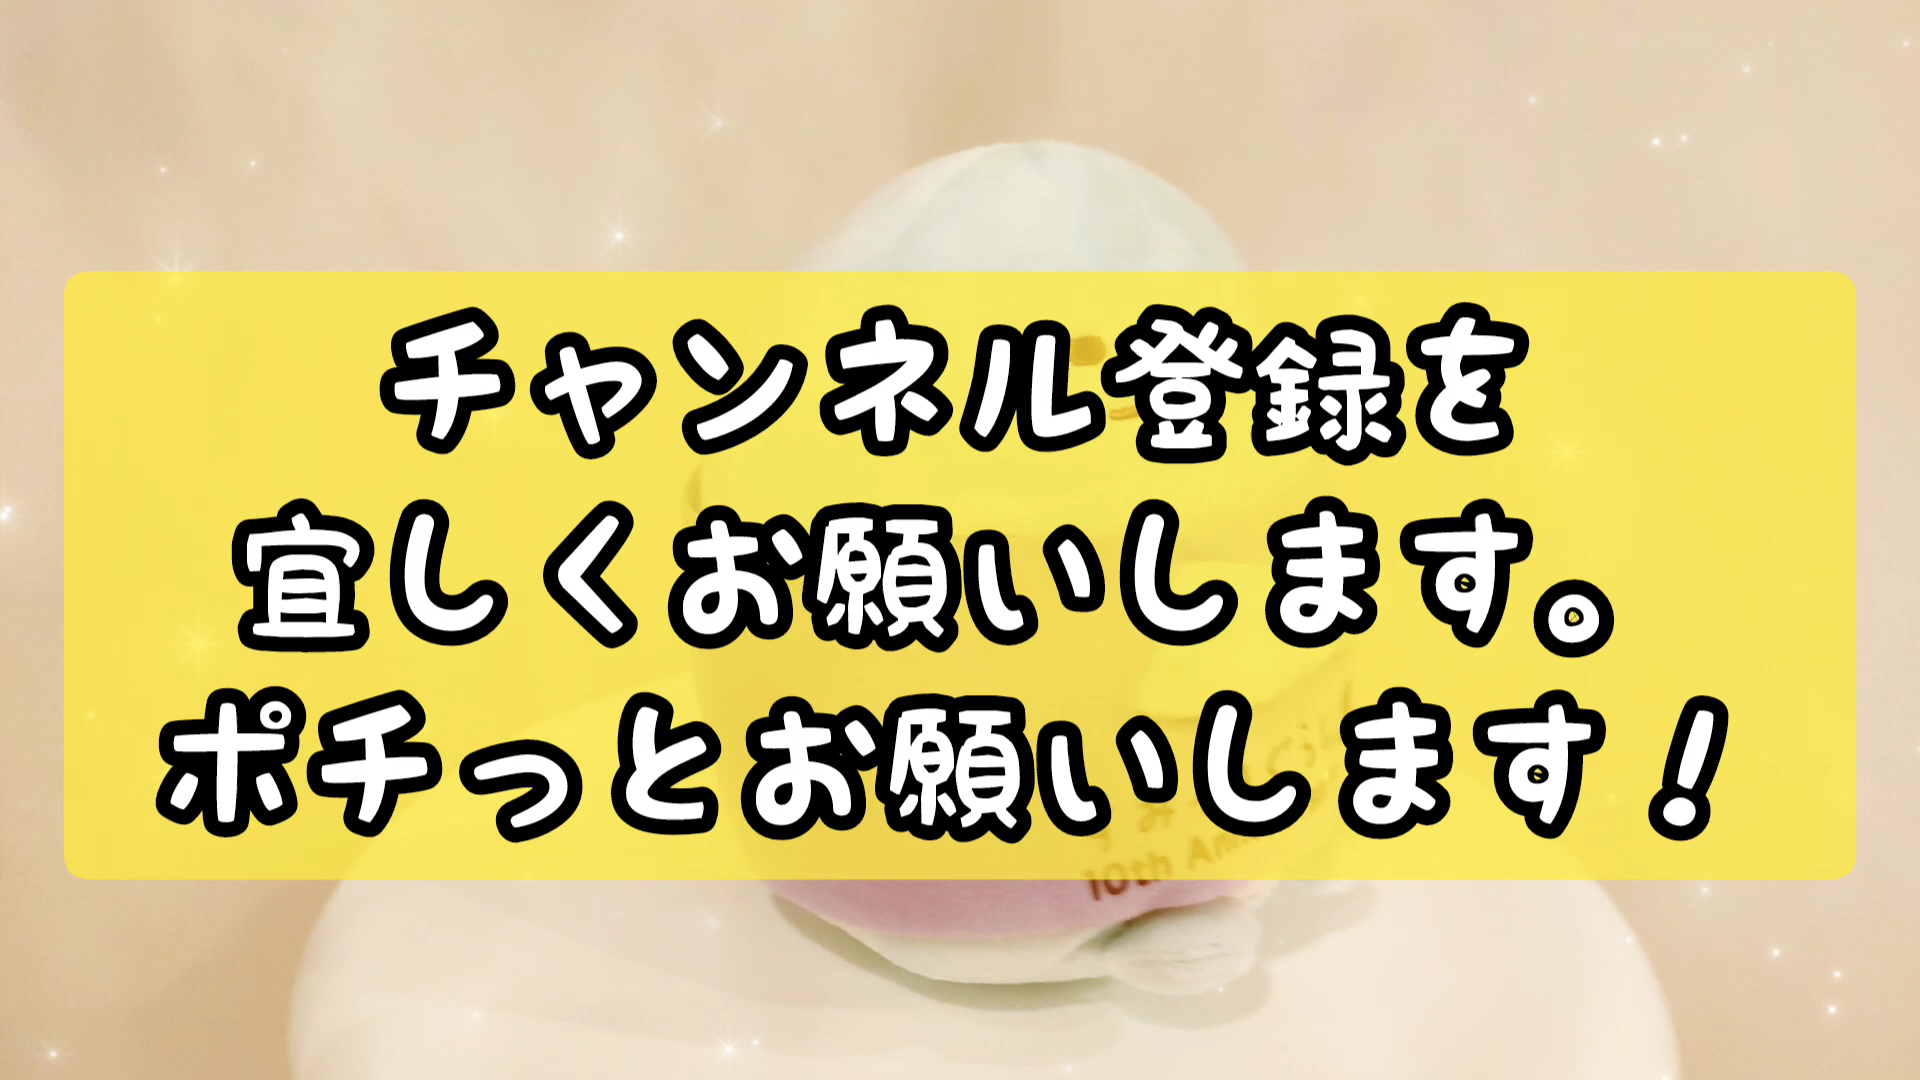 チャンネル登録を
宜しくお願いします。
ポチっとお願いします！
10th